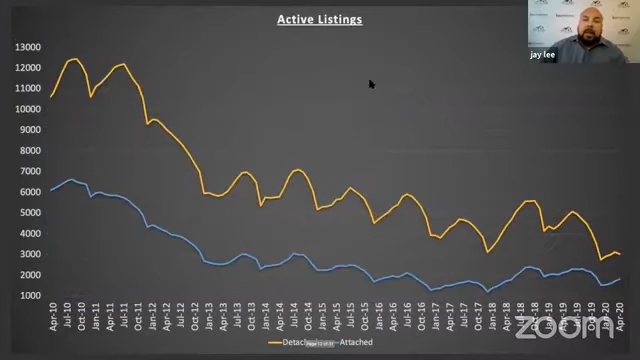 Active Listings
jay lee
13000
12000
11000
10000
9000
8000
7000
6000
5000
4000
3000
2000
1000
Apr-10 Jul-10 Oct-10 Jan-11 Apr-11 Jul-11 Oct-11 Jan-12 Apr-12 Jul-12 Oct-12 Jan-13 Apr-13 Jul-13 Oct-13 Jan-14 Apr-14 Jul-14 Oct-14 Jan-15 Apr-15 Jul-15 Oct-15 Jan-16 Apr-16 Jul-16 Oct-16 Jan-17 Apr-17 Jul-17 Oct-17 Jan-18 Apr-18 Jul-18 Oct-18 Jan-19 Apr-19 Jul-19 Oct-19 Jan-20 Apr-20
Attached
zoom